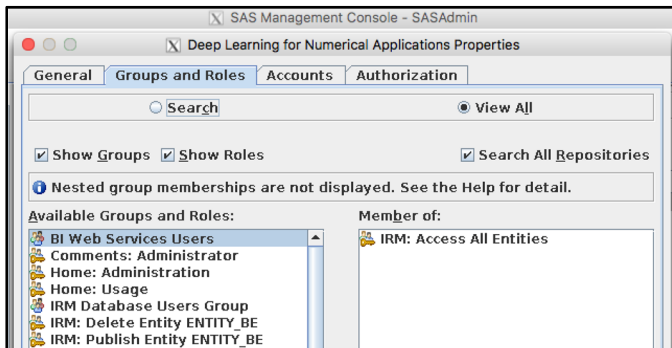 SAS Management Console - SASAdmin
Deep Learning for Numerical Applications Properties
General Groups and Roles Accounts Authorization
Search View All
Show Groups Show Roles Search All Repositories
Nested group memberships are not displayed. See the Help for detail.
Available Groups and Roles: Member of:
BI Web Services Users IRM: Access All Entities
Comments: Administrator
Home: Administration
Home: Usage
IRM Database Users Group
IRM: Delete Entity ENTITY_BE
IRM: Publish Entity ENTITY_BE